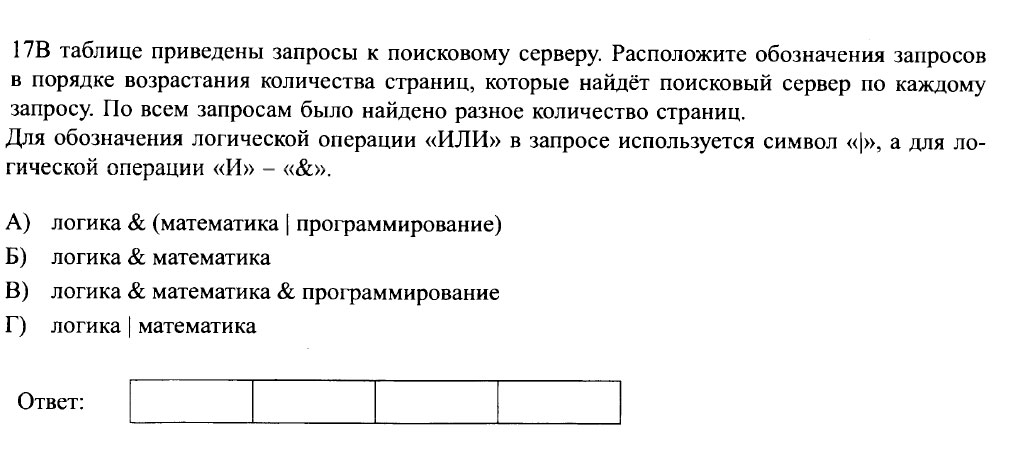 17В таблице приведены запросы к поисковому серверу. Расположите обозначения запросов
в порядке возрастания количества страниц, которые найдёт поисковый сервер по каждому
запросу. По всем запросам было найдено разное количество страниц.
Для обозначения логической операции «ИЛИ» в запросе используется символ «|», а для ло-
гической операции «И» – «&».
А) логика & (математика | программирование)
Б) логика & математика
В) логика & математика & программирование
Г) логика | математика
Ответ: